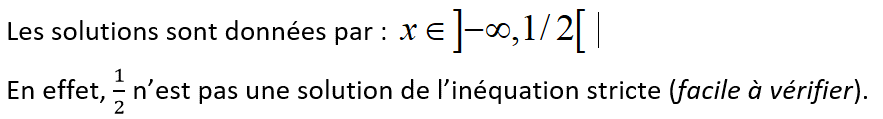 Les solutions sont données par : x ∈ ]−∞,1/2[ |
En effet, 1/2 n’est pas une solution de l’inéquation stricte (facile à vérifier).